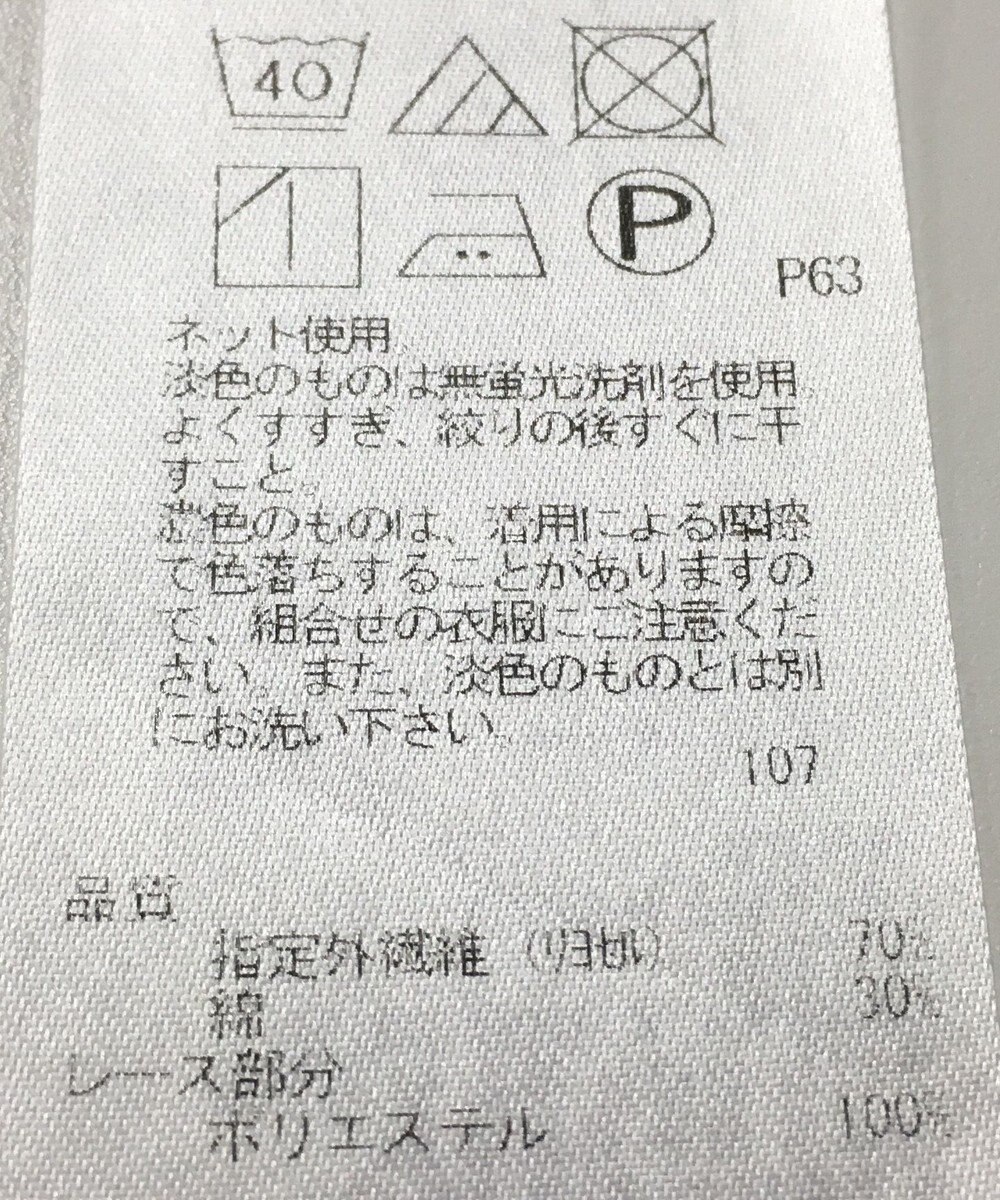 40
P
P63
ネット使用。
淡色のものは無蛍光洗剤を使用。
よくすすぎ、絞りの後すぐに干
すこと。
濃色のものは、着用による摩擦
で色落ちすることがありますの
で、組合せの衣服にご注意くだ
さい。また、淡色のものとは別
にお洗い下さい。
107
品質
指定外繊維（リヨセル） 70%
綿 30%
レース部分
ポリエステル 100%